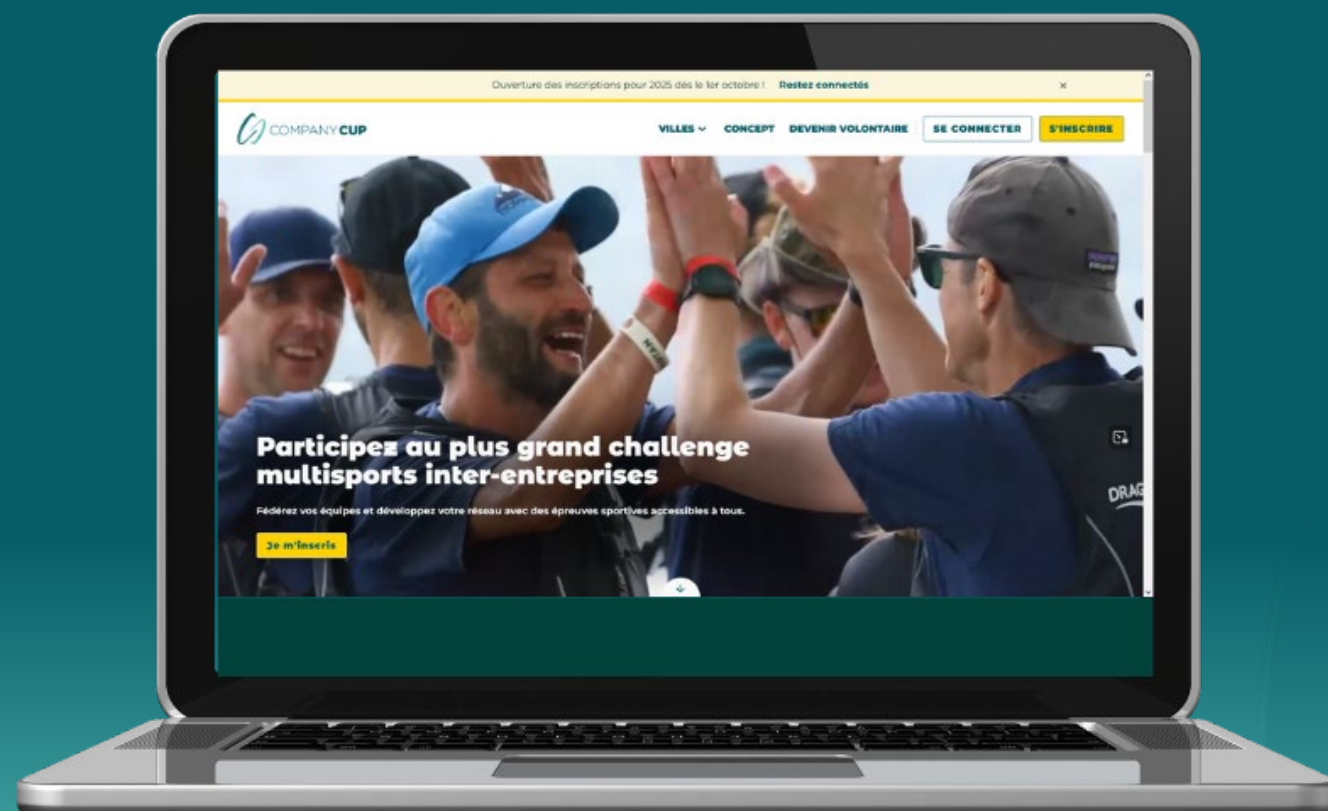 Ouverture des inscriptions pour 2025 dès le 1er octobre ! Restez connectés ×
COMPANY CUP VILLES CONCEPT DEVENIR VOLONTAIRE SE CONNECTER S'INSCRIRE
Participez au plus grand challenge
multisports inter-entreprises
DRAG
Fédérez vos équipes et développez votre réseau avec des épreuves sportives accessibles à tous.
Je m'inscris